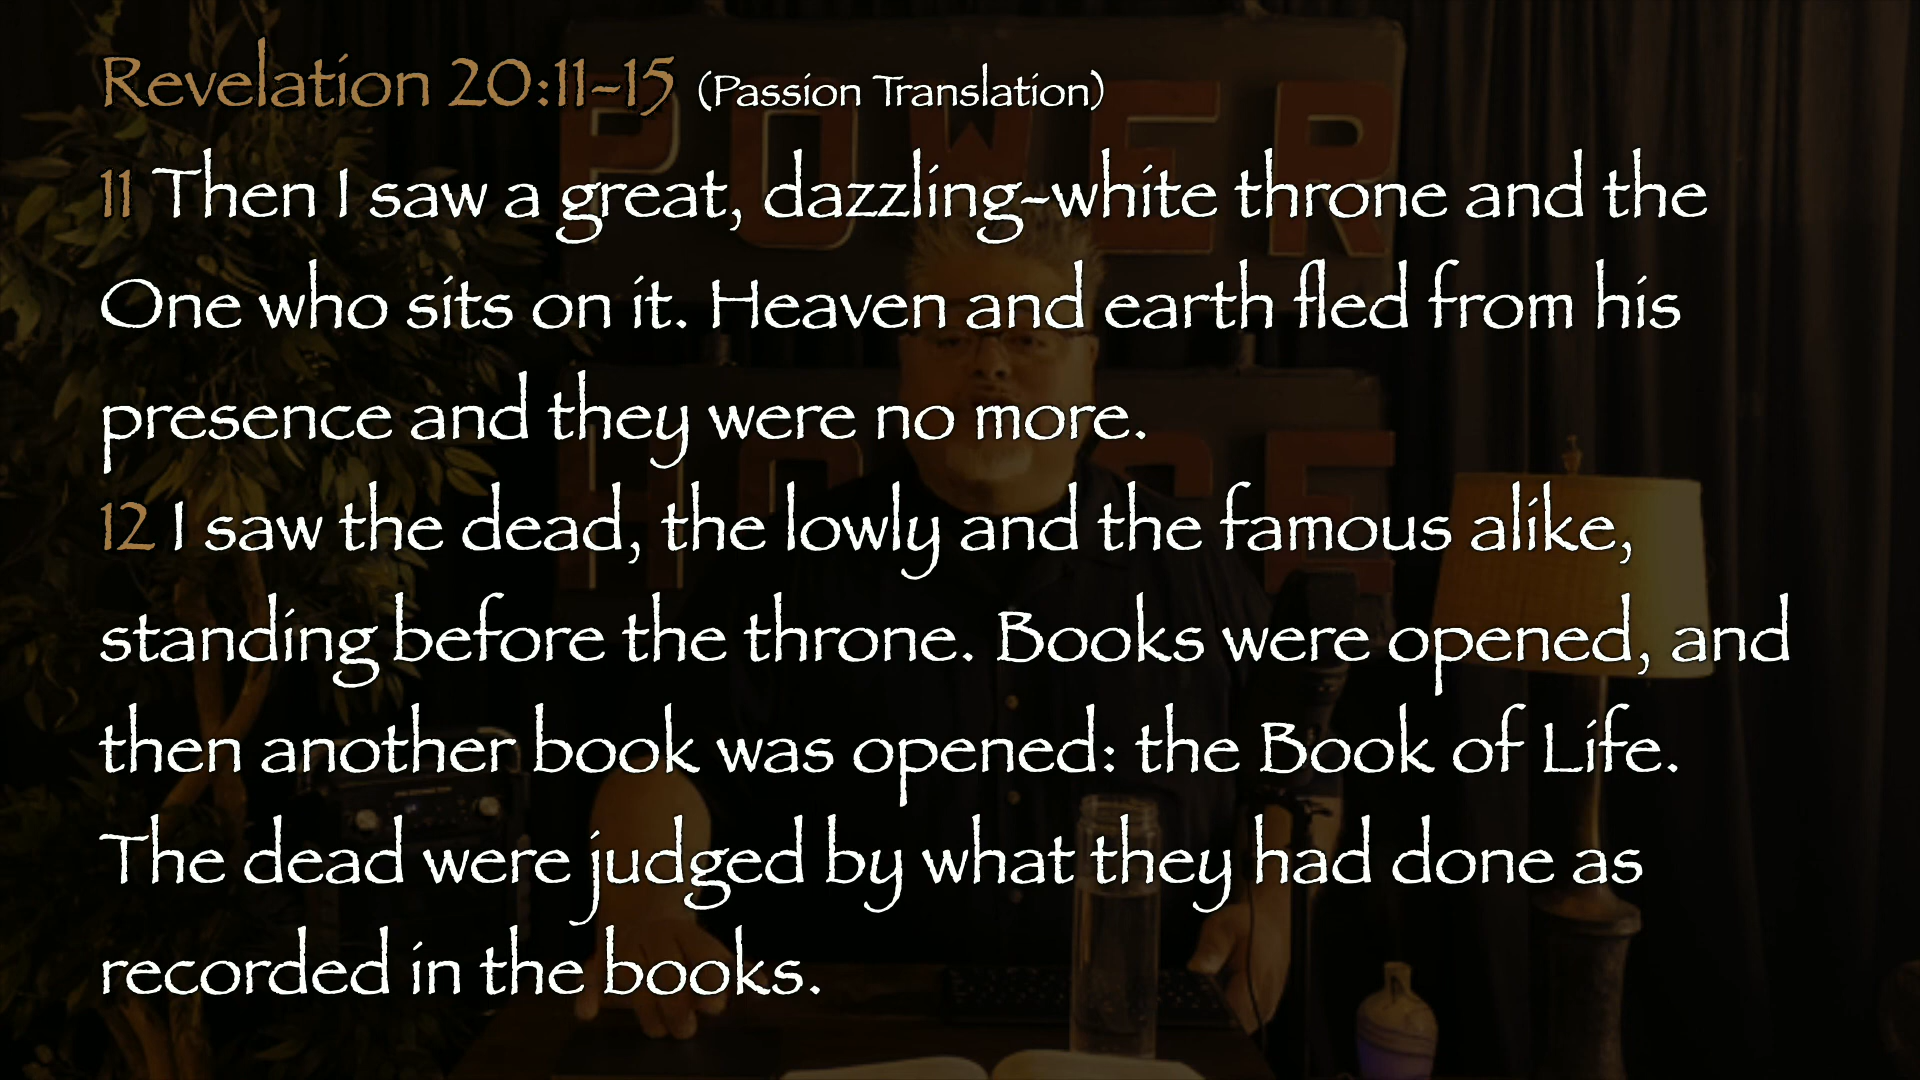 Revelation 20:11-15 (Passion Translation)
11 Then I saw a great, dazzling-white throne and the
One who sits on it. Heaven and earth fled from his
presence and they were no more.
12 I saw the dead, the lowly and the famous alike,
standing before the throne. Books were opened, and
then another book was opened: the Book of Life.
The dead were judged by what they had done as
recorded in the books.
POWER